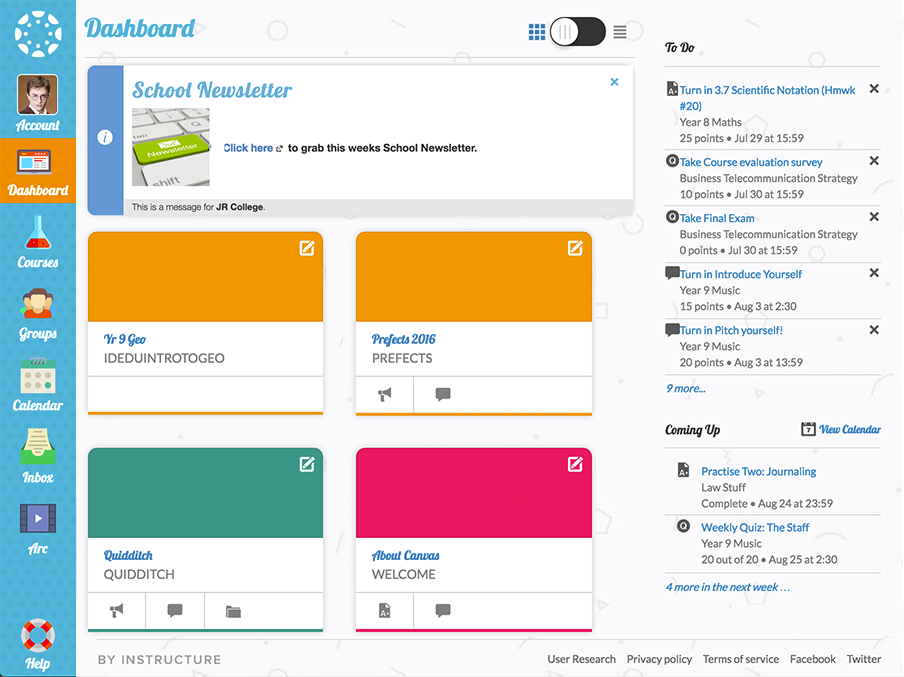 Account
Dashboard
Courses
Groups
Calendar
Inbox
Arc
Help
Dashboard
School Newsletter
tab
Newsletter
shift
Click here to grab this weeks School Newsletter.
This is a message for JR College.
Yr 9 Geo
IDEDUINTROTOGEO
Prefects 2016
PREFECTS
Quidditch
QUIDDITCH
About Canvas
WELCOME
To Do
Turn in 3.7 Scientific Notation (Hmwk
#20)
Year 8 Maths
25 points • Jul 29 at 15:59
Take Course evaluation survey
Business Telecommunication Strategy
10 points • Jul 30 at 15:59
Take Final Exam
Business Telecommunication Strategy
0 points • Jul 30 at 15:59
Turn in Introduce Yourself
Year 9 Music
15 points • Aug 3 at 2:30
Turn in Pitch yourself!
Year 9 Music
20 points • Aug 3 at 13:59
9 more...
Coming Up
7 View Calendar
Practise Two: Journaling
Law Stuff
Complete • Aug 24 at 23:59
Weekly Quiz: The Staff
Year 9 Music
20 out of 20 • Aug 25 at 2:30
4 more in the next week ...
BY INSTRUCTURE
User Research Privacy policy Terms of service Facebook Twitter